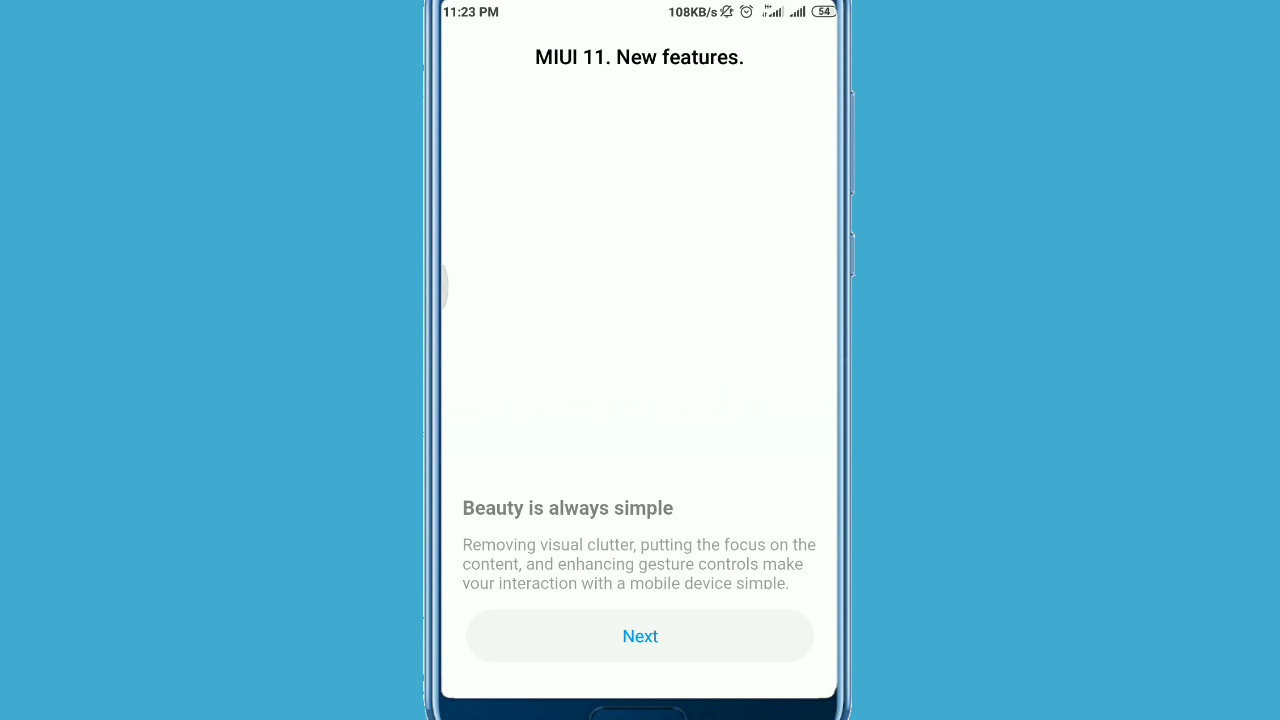 11:23 PM 108KB/s H+ 54
MIUI 11. New features.
Beauty is always simple
Removing visual clutter, putting the focus on the
content, and enhancing gesture controls make
your interaction with a mobile device simple.
Next